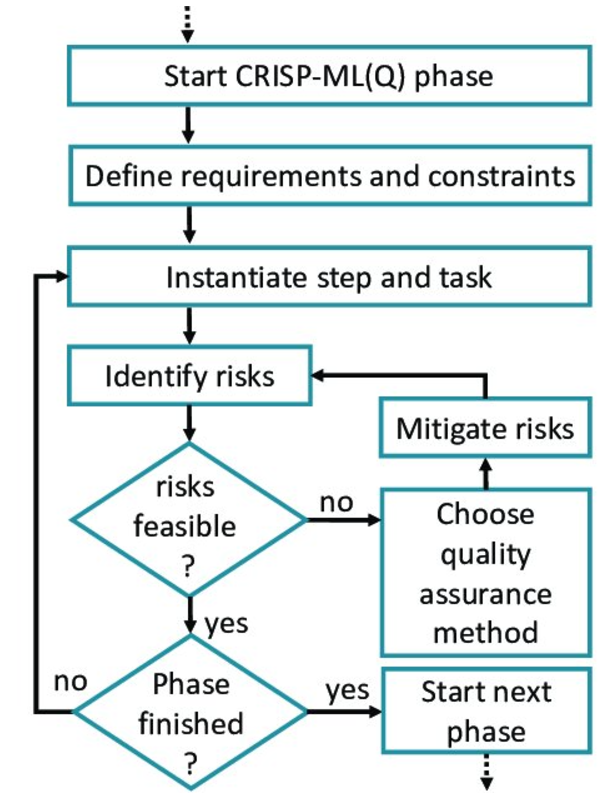 Start CRISP-ML(Q) phase
Define requirements and constraints
Instantiate step and task
Identify risks
Mitigate risks
risks
feasible
?
no
Choose
quality
assurance
method
yes
Phase
finished
?
no
yes
Start next
phase